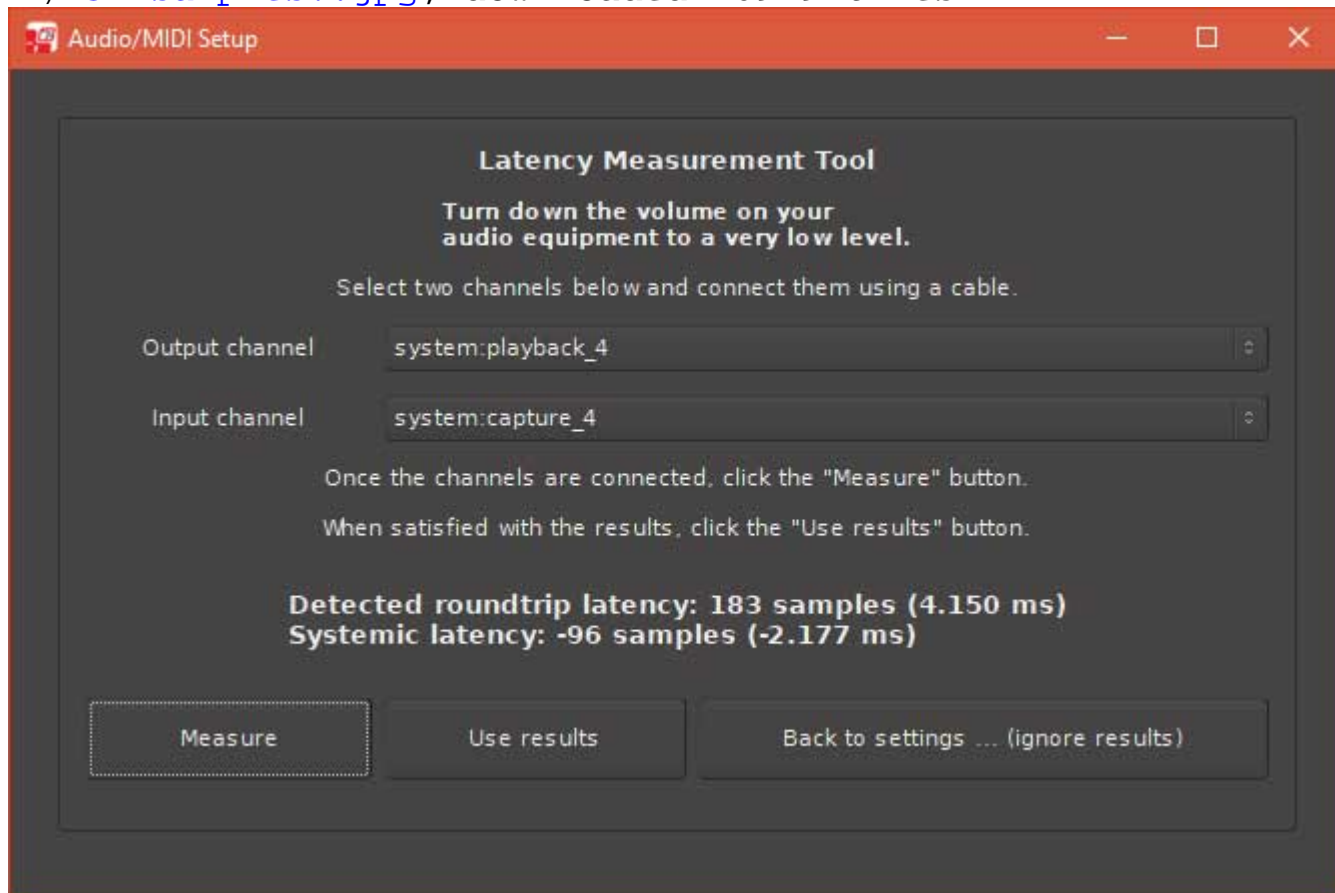 Audio/MIDI Setup
Latency Measurement Tool
Turn down the volume on your
audio equipment to a very low level.
Select two channels below and connect them using a cable.
Output channel system:playback_4
Input channel system:capture_4
Once the channels are connected, click the "Measure" button.
When satisfied with the results, click the "Use results" button.
Detected roundtrip latency: 183 samples (4.150 ms)
Systemic latency: -96 samples (-2.177 ms)
Measure Use results Back to settings ... (ignore results)